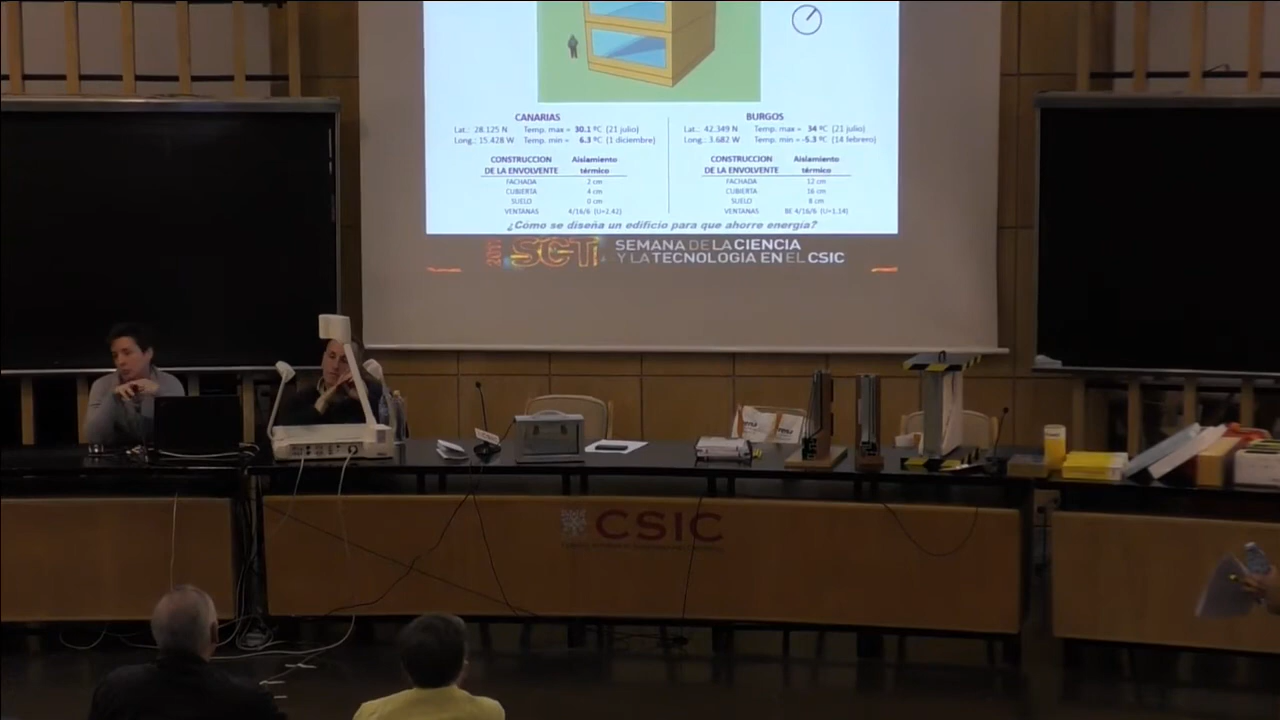 CANARIAS
Lat.: 28.125 N Temp. max = 30.1 ºC (21 julio)
Long.: 15.428 W Temp. min = 6.3 ºC (1 diciembre)
CONSTRUCCION Aislamiento
DE LA ENVOLVENTE térmico
FACHADA 2 cm
CUBIERTA 4 cm
SUELO 0 cm
VENTANAS 4/16/6 (U=2,42)
BURGOS
Lat.: 42.349 N Temp. max = 34 ºC (21 julio)
Long.: 3.682 W Temp. min = -5.3 ºC (14 febrero)
CONSTRUCCION Aislamiento
DE LA ENVOLVENTE térmico
FACHADA 12 cm
CUBIERTA 16 cm
SUELO 8 cm
VENTANAS BE 4/16/6 (U=1,14)
¿Cómo se diseña un edificio para que ahorre energía?
SCT
SEMANA DE LA CIENCIA
Y LA TECNOLOGIA EN EL CSIC
CSIC